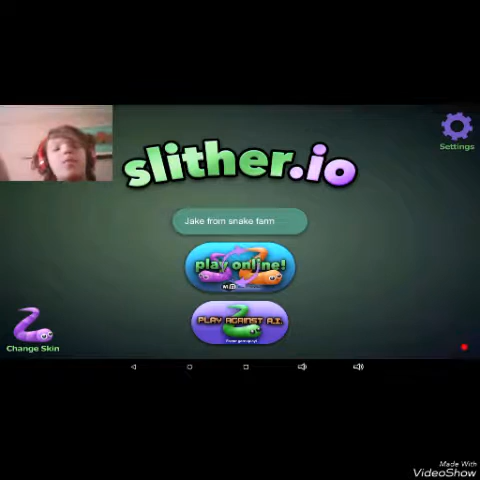 slither.io
Settings
Jake from snake farm
play online!
PLAY AGAINST A.I.
Change Skin
Made With
VideoShow